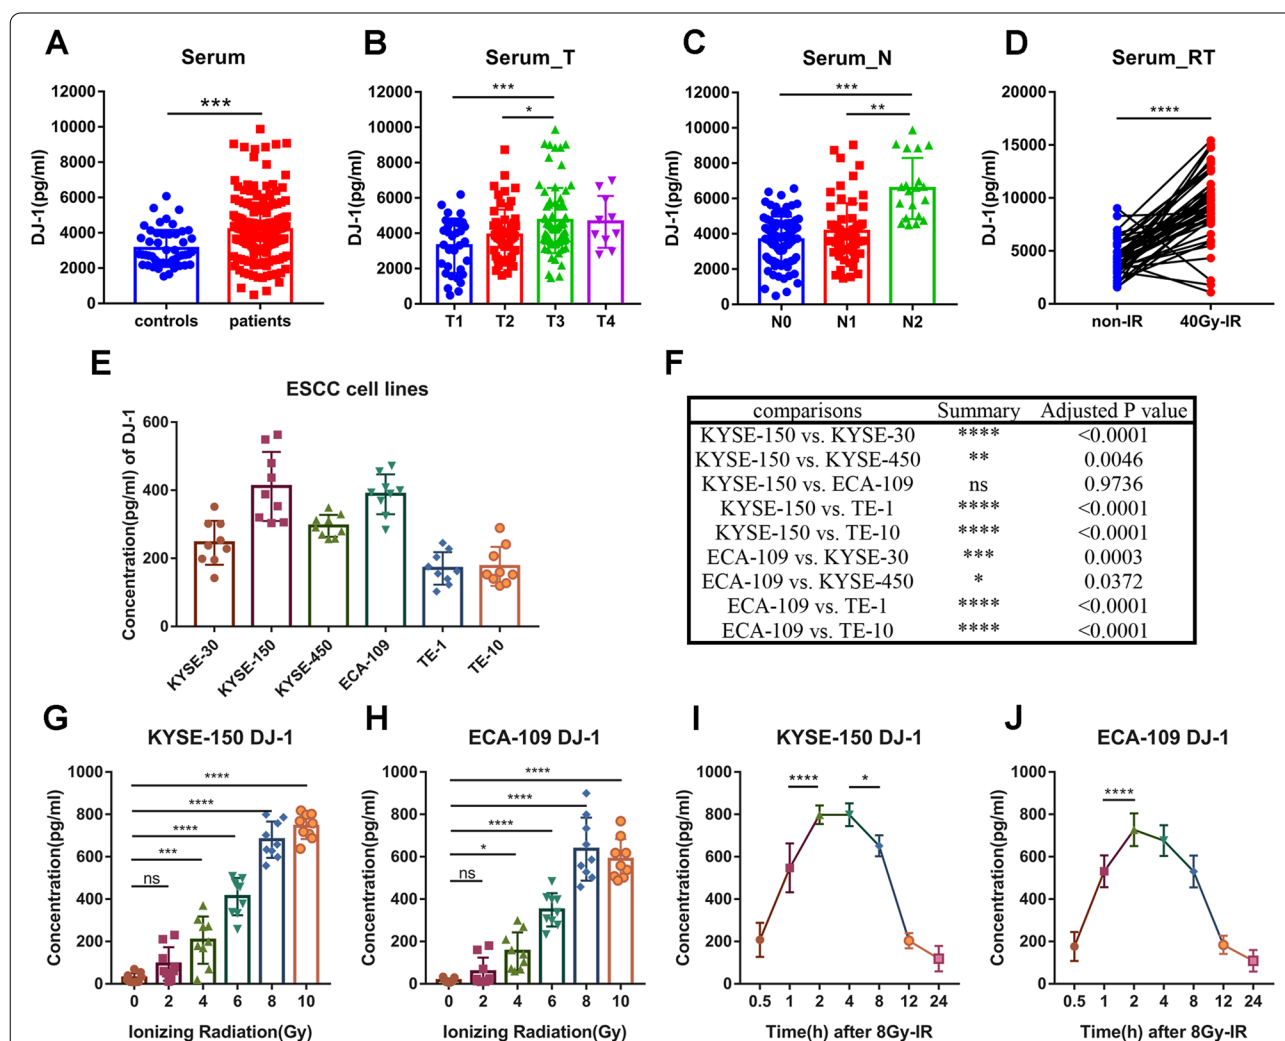 A
Serum
***
12000
10000
8000
6000
4000
2000
0
DJ-1(pg/ml)
controls patients
B
Serum_T
***
*
12000
10000
8000
6000
4000
2000
0
DJ-1(pg/ml)
T1 T2 T3 T4
C
Serum_N
***
**
12000
10000
8000
6000
4000
2000
0
DJ-1(pg/ml)
N0 N1 N2
D
Serum_RT
****
20000
15000
10000
5000
0
DJ-1(pg/ml)
non-IR 40Gy-IR
E
ESCC cell lines
600
400
200
0
Concentration(pg/ml) of DJ-1
KYSE-30 KYSE-150 KYSE-450 ECA-109 TE-1 TE-10
F
comparisons Summary Adjusted P value
KYSE-150 vs. KYSE-30 **** <0.0001
KYSE-150 vs. KYSE-450 ** 0.0046
KYSE-150 vs. ECA-109 ns 0.9736
KYSE-150 vs. TE-1 **** <0.0001
KYSE-150 vs. TE-10 **** <0.0001
ECA-109 vs. KYSE-30 *** 0.0003
ECA-109 vs. KYSE-450 * 0.0372
ECA-109 vs. TE-1 **** <0.0001
ECA-109 vs. TE-10 **** <0.0001
G
KYSE-150 DJ-1
****
****
****
***
ns
1000
800
600
400
200
0
Concentration(pg/ml)
0 2 4 6 8 10
Ionizing Radiation(Gy)
H
ECA-109 DJ-1
****
****
****
*
ns
1000
800
600
400
200
0
Concentration(pg/ml)
0 2 4 6 8 10
Ionizing Radiation(Gy)
I
KYSE-150 DJ-1
**** *
1000
800
600
400
200
0
Concentration(pg/ml)
0.5 1 2 4 8 12 24
Time(h) after 8Gy-IR
J
ECA-109 DJ-1
****
1000
800
600
400
200
0
Concentration(pg/ml)
0.5 1 2 4 8 12 24
Time(h) after 8Gy-IR